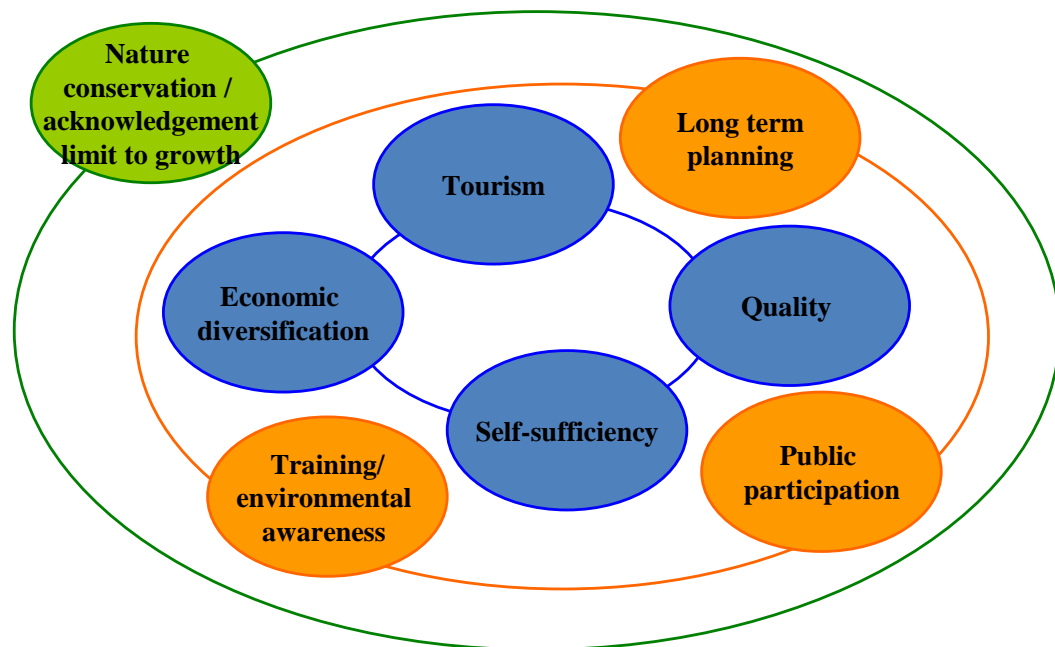 Nature
conservation /
acknowledgement
limit to growth
Long term
planning
Tourism
Economic
diversification
Quality
Self-sufficiency
Training/
environmental
awareness
Public
participation